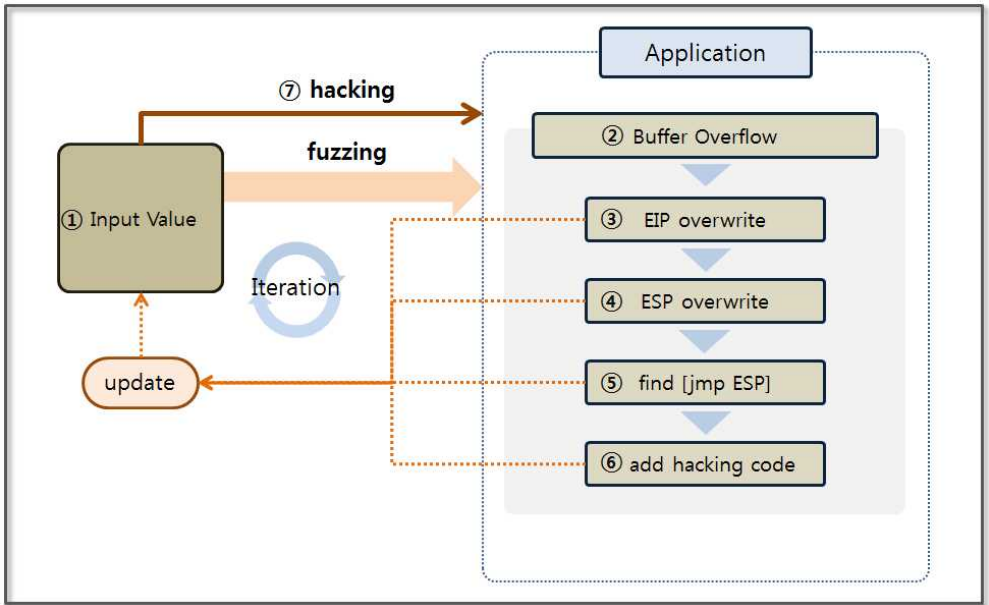 Application
⑦ hacking
② Buffer Overflow
fuzzing
① Input Value
③ EIP overwrite
Iteration
④ ESP overwrite
update
⑤ find [jmp ESP]
⑥ add hacking code